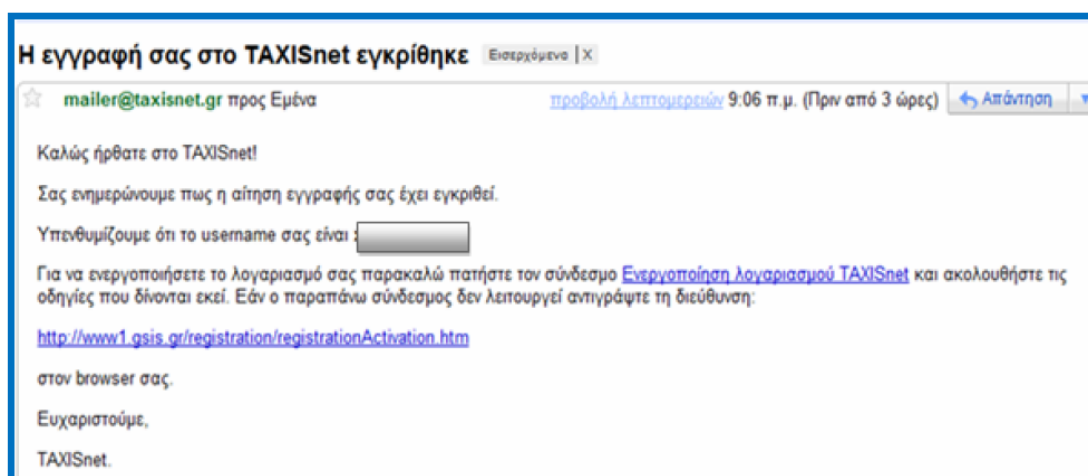 Η εγγραφή σας στο TAXISnet εγκρίθηκε Εισερχόμενα | X
mailer@taxisnet.gr προς Εμένα προβολή λεπτομερειών 9:06 π.μ. (Πριν από 3 ώρες) Απάντηση
Καλώς ήρθατε στο TAXISnet!
Σας ενημερώνουμε πως η αίτηση εγγραφής σας έχει εγκριθεί.
Υπενθυμίζουμε ότι το username σας είναι
Για να ενεργοποιήσετε το λογαριασμό σας παρακαλώ πατήστε τον σύνδεσμο Ενεργοποίηση λογαριασμού TAXISnet και ακολουθήστε τις
οδηγίες που δίνονται εκεί. Εάν ο παραπάνω σύνδεσμος δεν λειτουργεί αντιγράψτε τη διεύθυνση:
http://www1.gsis.gr/registration/registrationActivation.htm
στον browser σας.
Ευχαριστούμε,
TAXISnet.